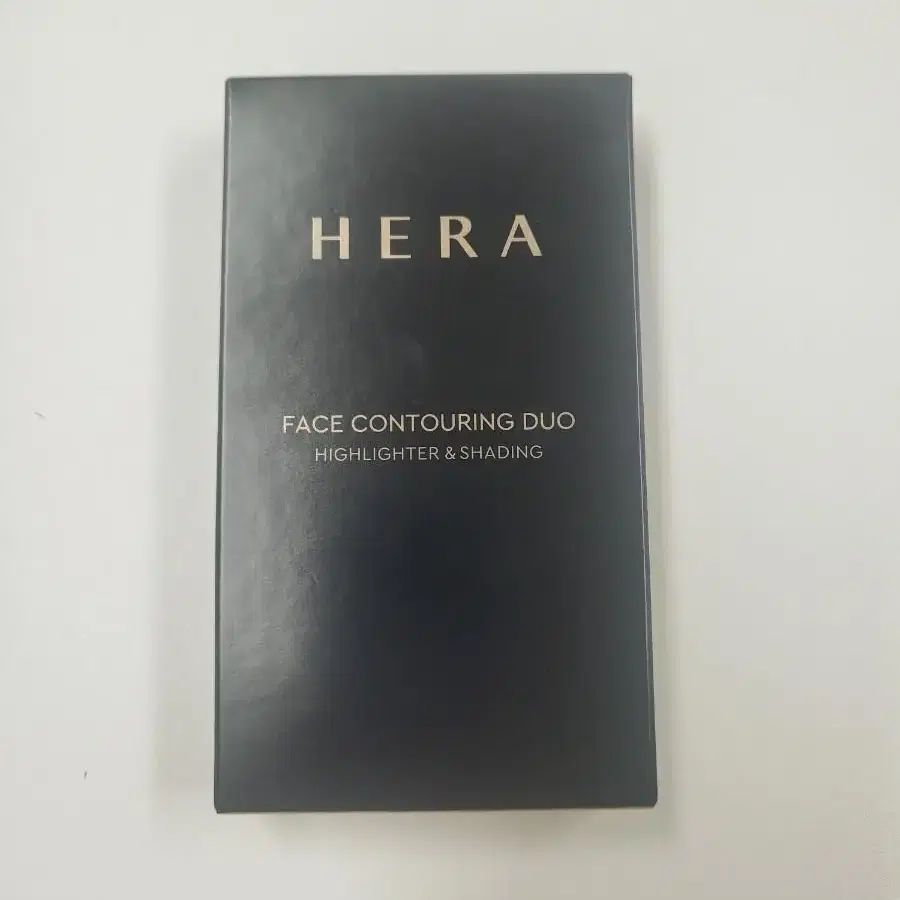 HERA
FACE CONTOURING DUO
HIGHLIGHTER & SHADING